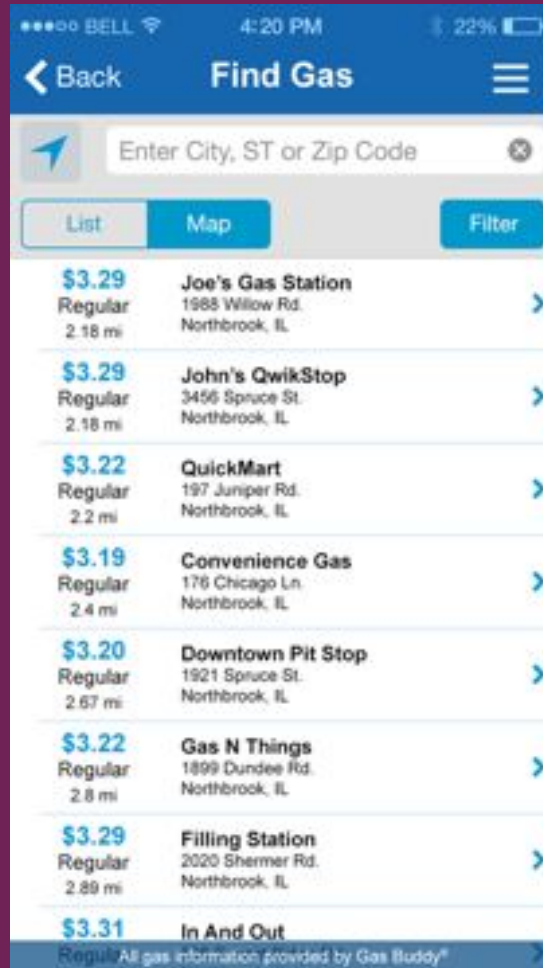 BELL 4:20 PM 22%
Back Find Gas
Enter City, ST or Zip Code
List Map Filter
$3.29 Joe's Gas Station
Regular 1988 Willow Rd.
2.18 mi Northbrook, IL
$3.29 John's QwikStop
Regular 3456 Spruce St.
2.18 mi Northbrook, IL
$3.22 QuickMart
Regular 197 Juniper Rd.
2.2 mi Northbrook, IL
$3.19 Convenience Gas
Regular 176 Chicago Ln.
2.4 mi Northbrook, IL
$3.20 Downtown Pit Stop
Regular 1921 Spruce St.
2.67 mi Northbrook, IL
$3.22 Gas N Things
Regular 1899 Dundee Rd.
2.8 mi Northbrook, IL
$3.29 Filling Station
Regular 2020 Shermer Rd.
2.89 mi Northbrook, IL
$3.31 In And Out
Regular
All gas information provided by Gas Buddy®